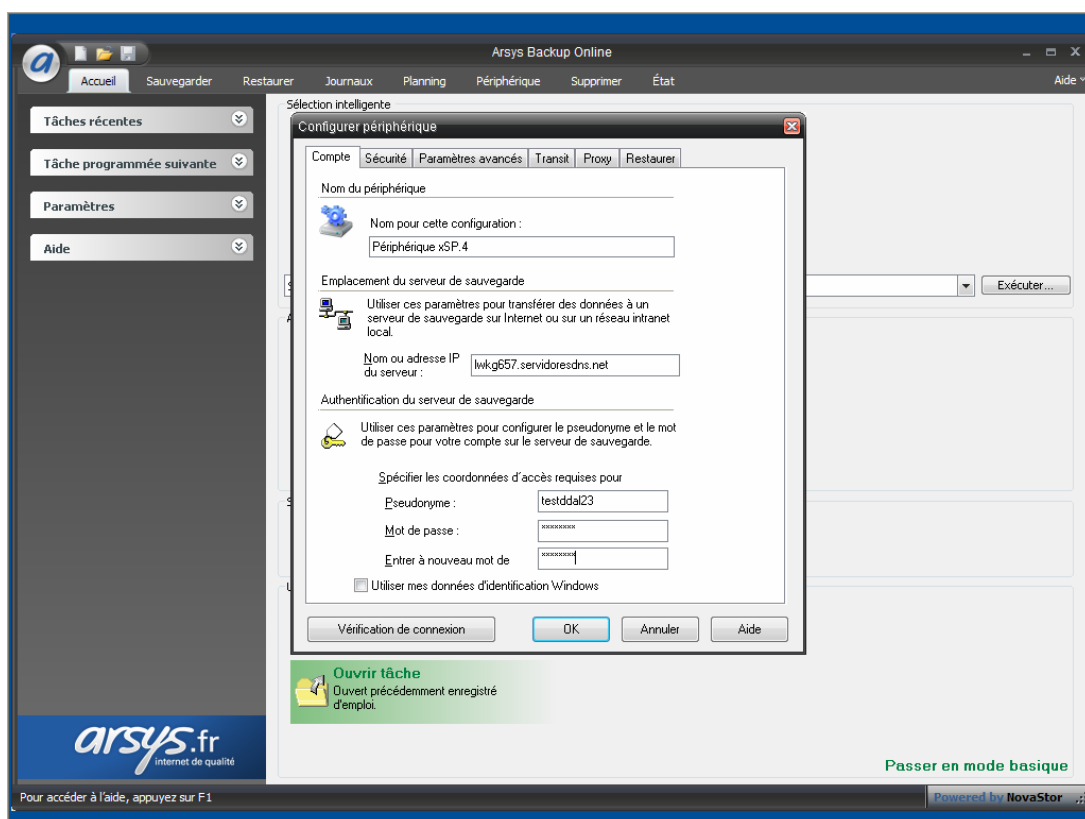 Arsys Backup Online
Accueil Sauvegarder Restaurer Journaux Planning Périphérique Supprimer État Aide
Tâches récentes
Tâche programmée suivante
Paramètres
Aide
Sélection intelligente
Configurer périphérique
Compte Sécurité Paramètres avancés Transit Proxy Restaurer
Nom du périphérique
Nom pour cette configuration :
Périphérique xSP.4
Emplacement du serveur de sauvegarde
Utiliser ces paramètres pour transférer des données à un
serveur de sauvegarde sur Internet ou sur un réseau intranet
local.
Nom ou adresse IP
du serveur :
lwkg657.servidoresdns.net
Exécuter...
Authentification du serveur de sauvegarde
Utiliser ces paramètres pour configurer le pseudonyme et le mot
de passe pour votre compte sur le serveur de sauvegarde.
Spécifier les coordonnées d'accès requises pour
Pseudonyme : testddal23
Mot de passe : ××××××××
Entrer à nouveau mot de ××××××××
Utiliser mes données d'identification Windows
Vérification de connexion OK Annuler Aide
Ouvrir tâche
Ouvert précédemment enregistré
d'emploi.
arsys.fr
internet de qualité
Passer en mode basique
Pour accéder à l'aide, appuyez sur F1
Powered by NovaStor